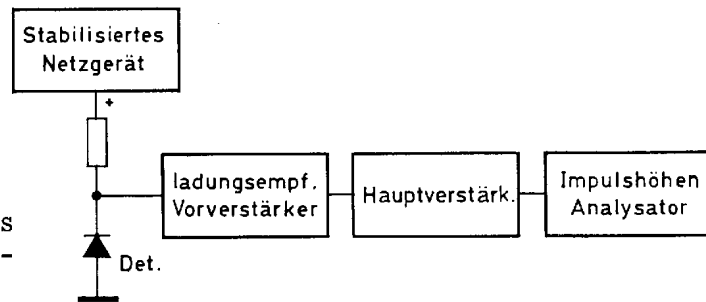 Stabilisiertes
Netzgerät
+
ladungsempf.
Vorverstärker
Hauptverstärk.
Impulshöhen
Analysator
s
Det.